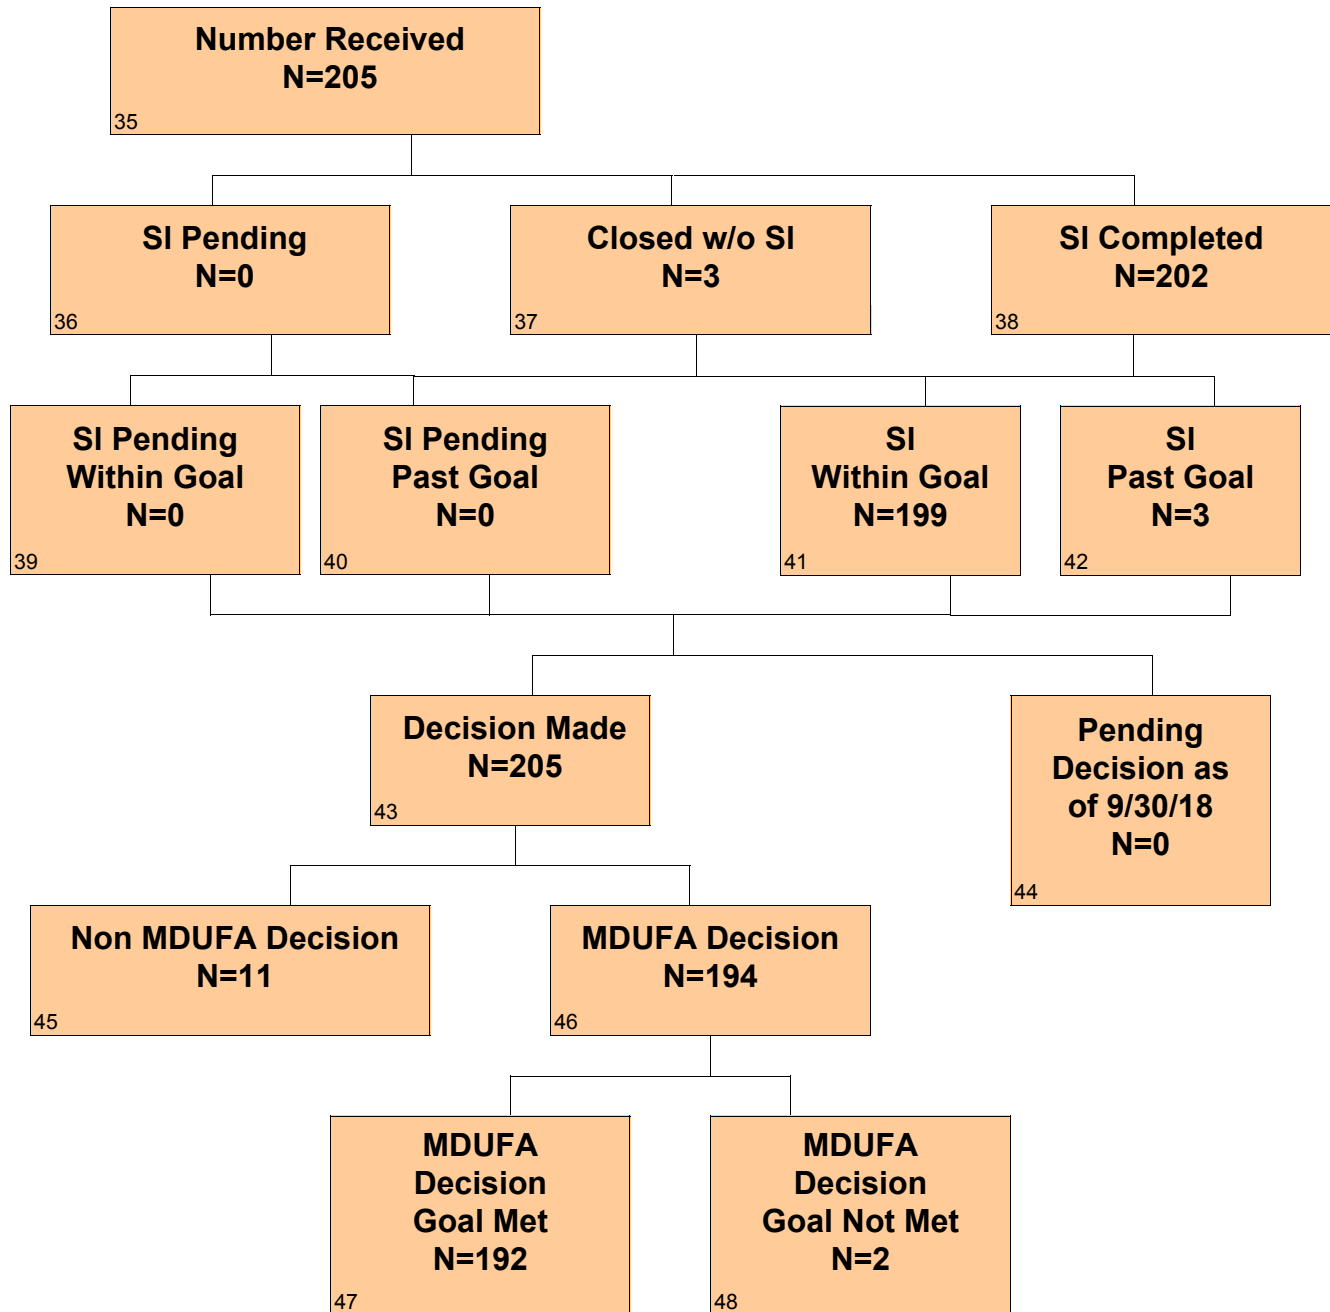 Number Received
N=205
35
SI Pending
N=0
36
Closed w/o SI
N=3
37
SI Completed
N=202
38
SI Pending
Within Goal
N=0
39
SI Pending
Past Goal
N=0
40
SI
Within Goal
N=199
41
SI
Past Goal
N=3
42
Decision Made
N=205
43
Pending
Decision as
of 9/30/18
N=0
44
Non MDUFA Decision
N=11
45
MDUFA Decision
N=194
46
MDUFA
Decision
Goal Met
N=192
47
MDUFA
Decision
Goal Not Met
N=2
48